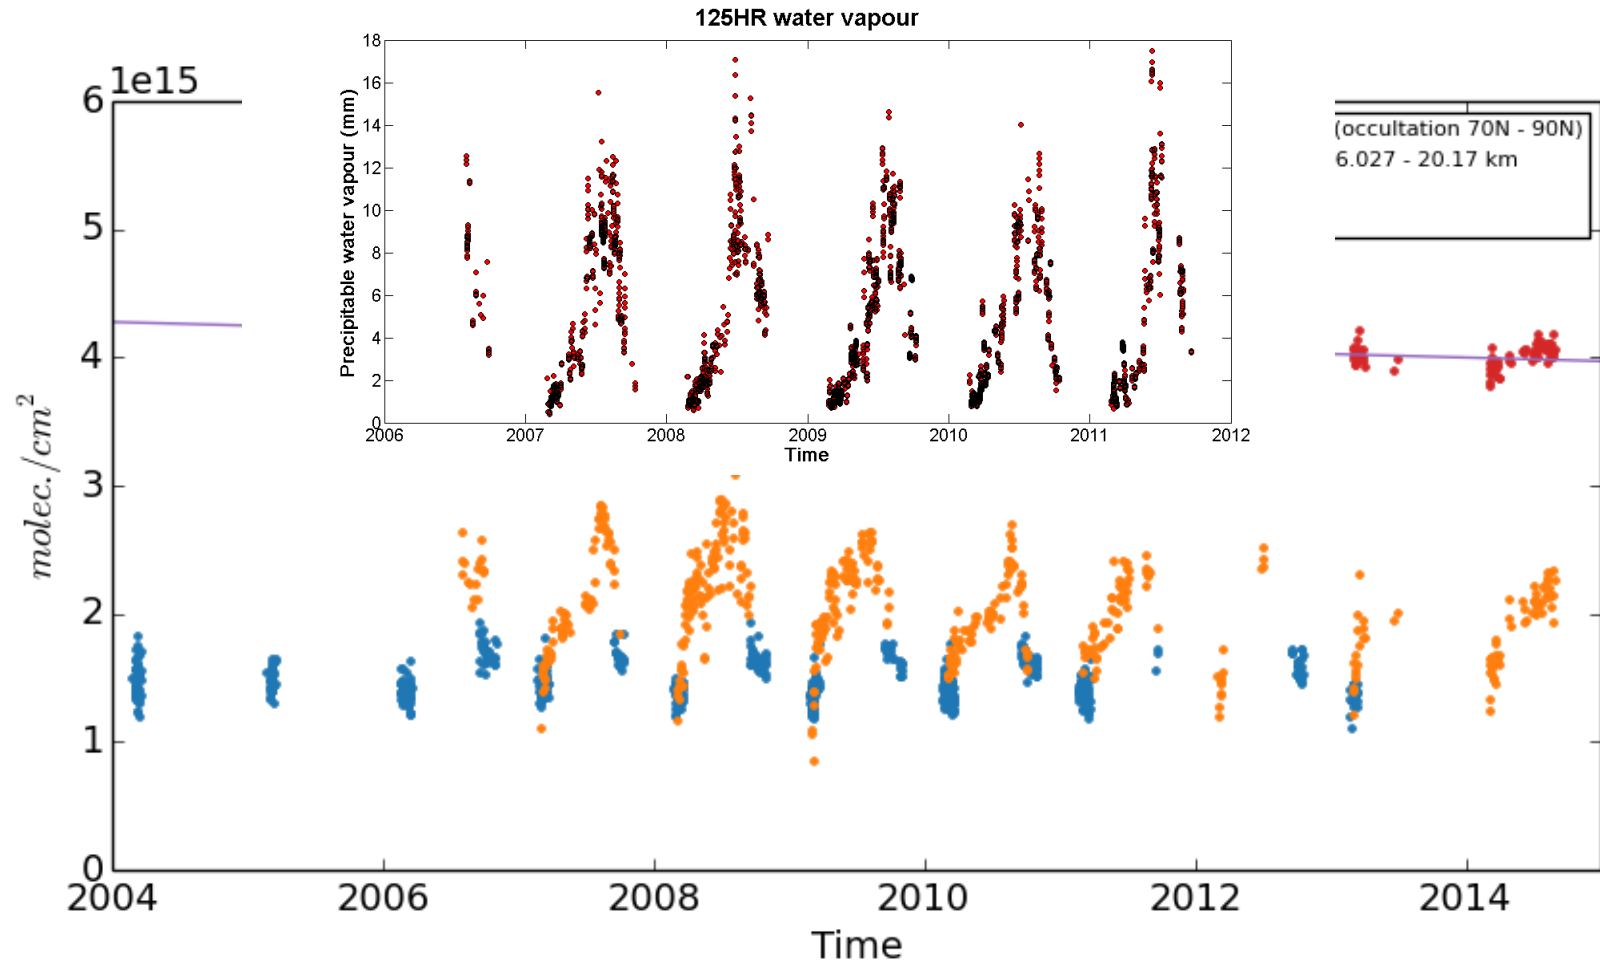 125HR water vapour
18
16
14
12
10
8
6
4
2
0
Precipitable water vapour (mm)
2006 2007 2008 2009 2010 2011 2012
Time
1e15
6
5
4
3
2
1
0
molec./cm²
(occultation 70N - 90N)
6.027 - 20.17 km
2004 2006 2008 2010 2012 2014
Time